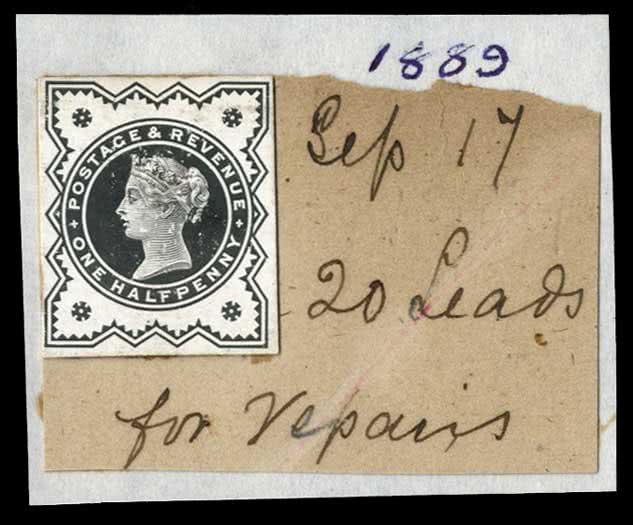 1889
POSTAGE & REVENUE
ONE HALFPENNY
Sep 17
20 Leads
for repairs